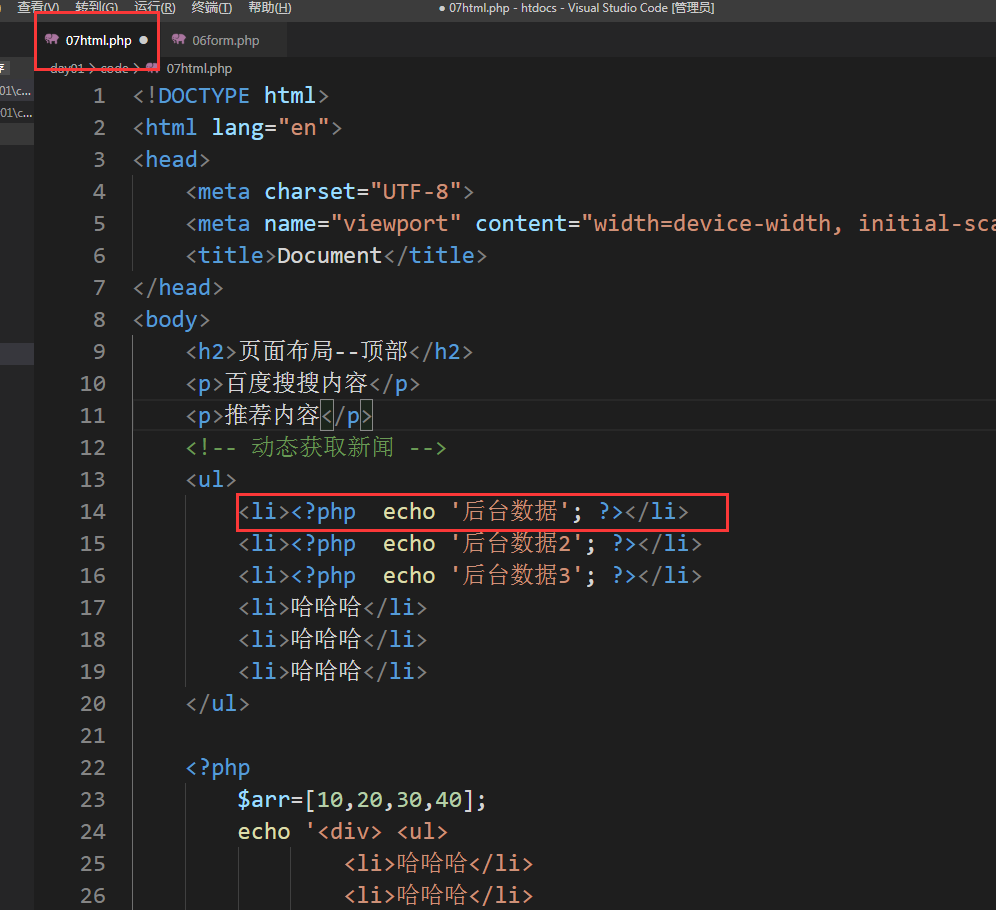 查看(V) 转到(G) 运行(R) 终端(T) 帮助(H) ● 07html.php - htdocs - Visual Studio Code [管理员]
07html.php ● 06form.php
day01 > code > 07html.php
01\c...
01\c...
1 <!DOCTYPE html>
2 <html lang="en">
3 <head>
4 <meta charset="UTF-8">
5 <meta name="viewport" content="width=device-width, initial-sca
6 <title>Document</title>
7 </head>
8 <body>
9 <h2>页面布局--顶部</h2>
10 <p>百度搜搜内容</p>
11 <p>推荐内容</p>
12 <!-- 动态获取新闻 -->
13 <ul>
14 <li><?php  echo '后台数据'; ?></li>
15 <li><?php  echo '后台数据2'; ?></li>
16 <li><?php  echo '后台数据3'; ?></li>
17 <li>哈哈哈</li>
18 <li>哈哈哈</li>
19 <li>哈哈哈</li>
20 </ul>
21
22 <?php
23 $arr=[10,20,30,40];
24 echo '<div> <ul>
25 <li>哈哈哈</li>
26 <li>哈哈哈</li>